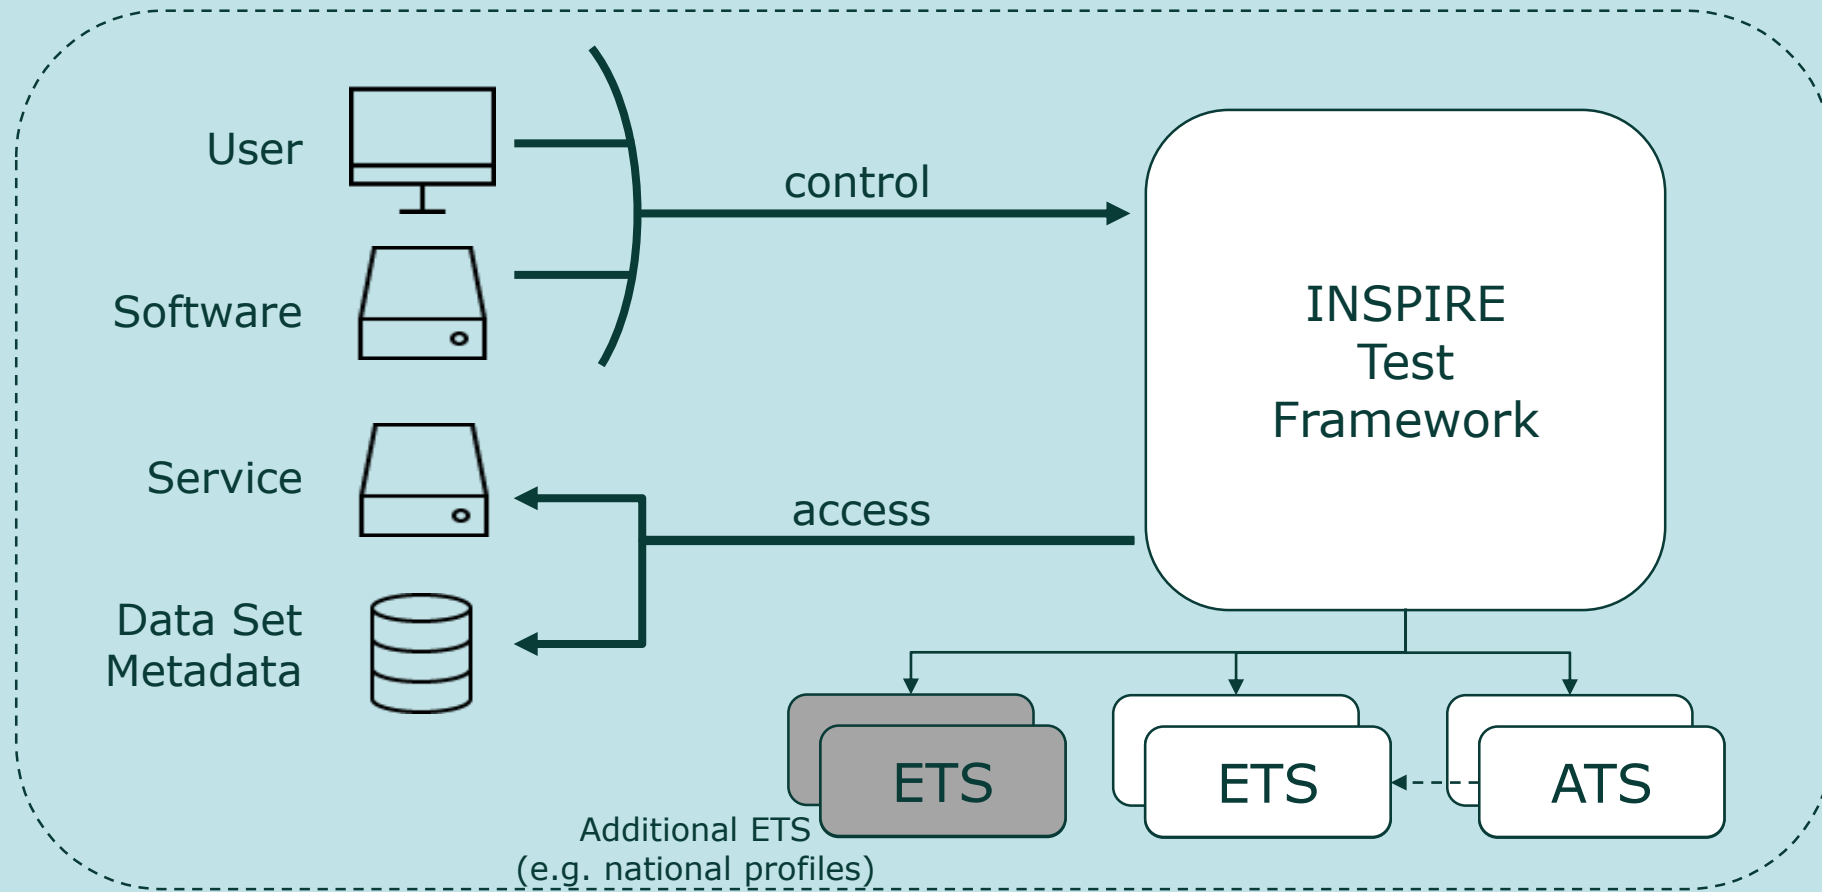 User
control
Software
INSPIRE
Test
Framework
Service
access
Data Set
Metadata
ETS
ETS
ATS
Additional ETS
(e.g. national profiles)